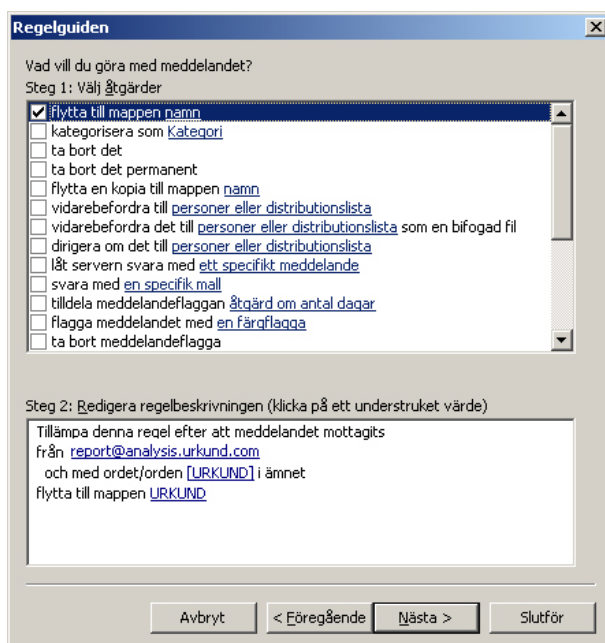 Regelguiden
Vad vill du göra med meddelandet?
Steg 1: Välj åtgärder
flytta till mappen namn
kategorisera som Kategori
ta bort det
ta bort det permanent
flytta en kopia till mappen namn
vidarebefordra till personer eller distributionslista
vidarebefordra det till personer eller distributionslista som en bifogad fil
dirigera om det till personer eller distributionslista
låt servern svara med ett specifikt meddelande
svara med en specifik mall
tilldela meddelandeflaggan åtgärd om antal dagar
flagga meddelandet med en färgflagga
ta bort meddelandeflagga
Steg 2: Redigera regelbeskrivningen (klicka på ett understruket värde)
Tillämpa denna regel efter att meddelandet mottagits
från report@analysis.urkund.com
och med ordet/orden [URKUND] i ämnet
flytta till mappen URKUND
Avbryt < Föregående Nästa > Slutför